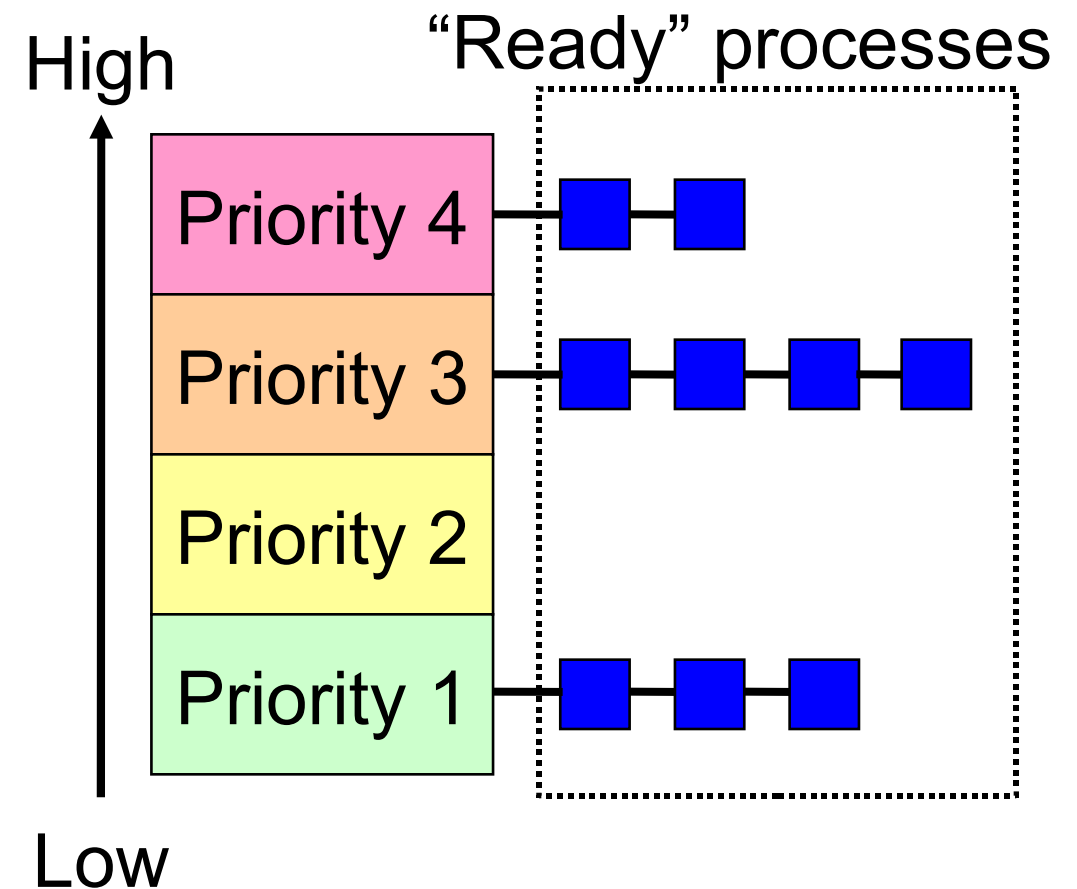 “Ready” processes
High
Priority 4
Priority 3
Priority 2
Priority 1
Low